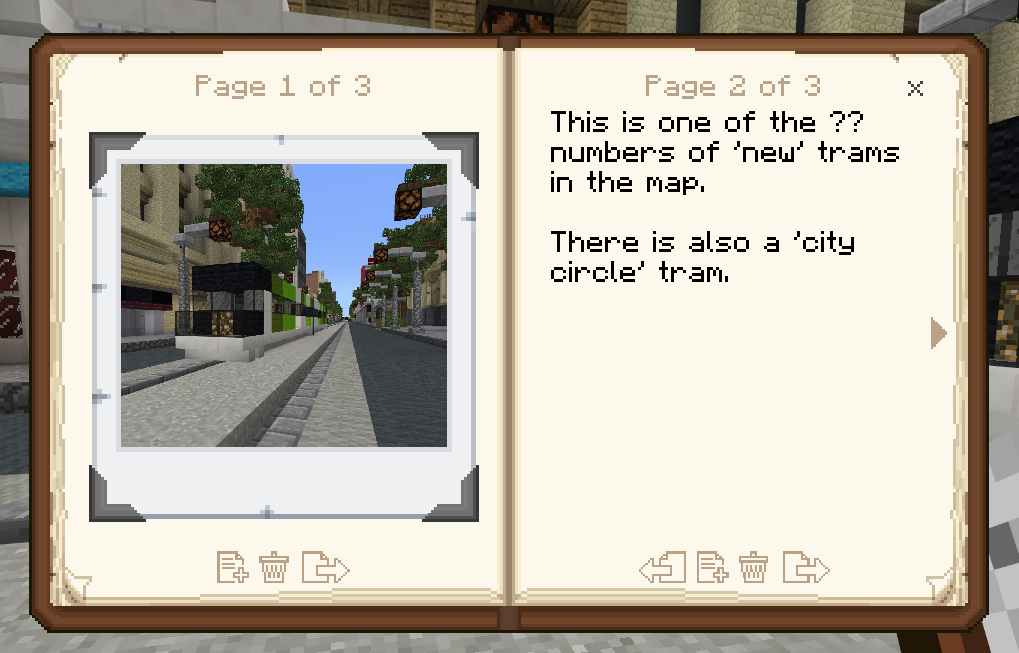 Page 1 of 3
Page 2 of 3
This is one of the ??
numbers of 'new' trams
in the map.
There is also a 'city
circle' tram.